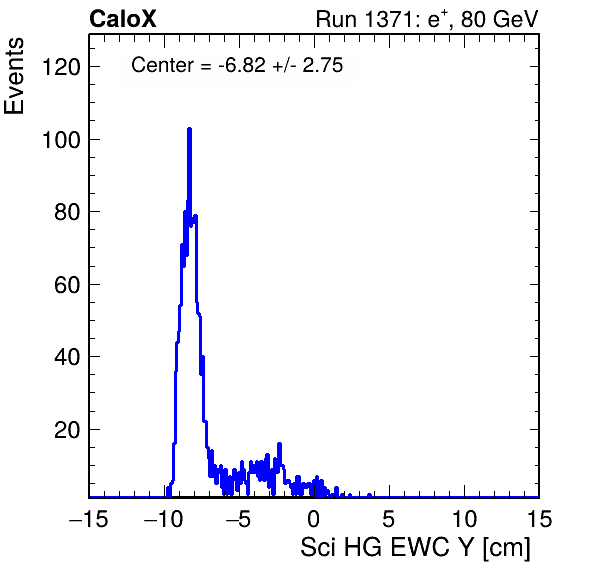 CaloX Run 1371: e⁺, 80 GeV
Events
Center = -6.82 +/- 2.75
120
100
80
60
40
20
−15 −10 −5 0 5 10 15
Sci HG EWC Y [cm]